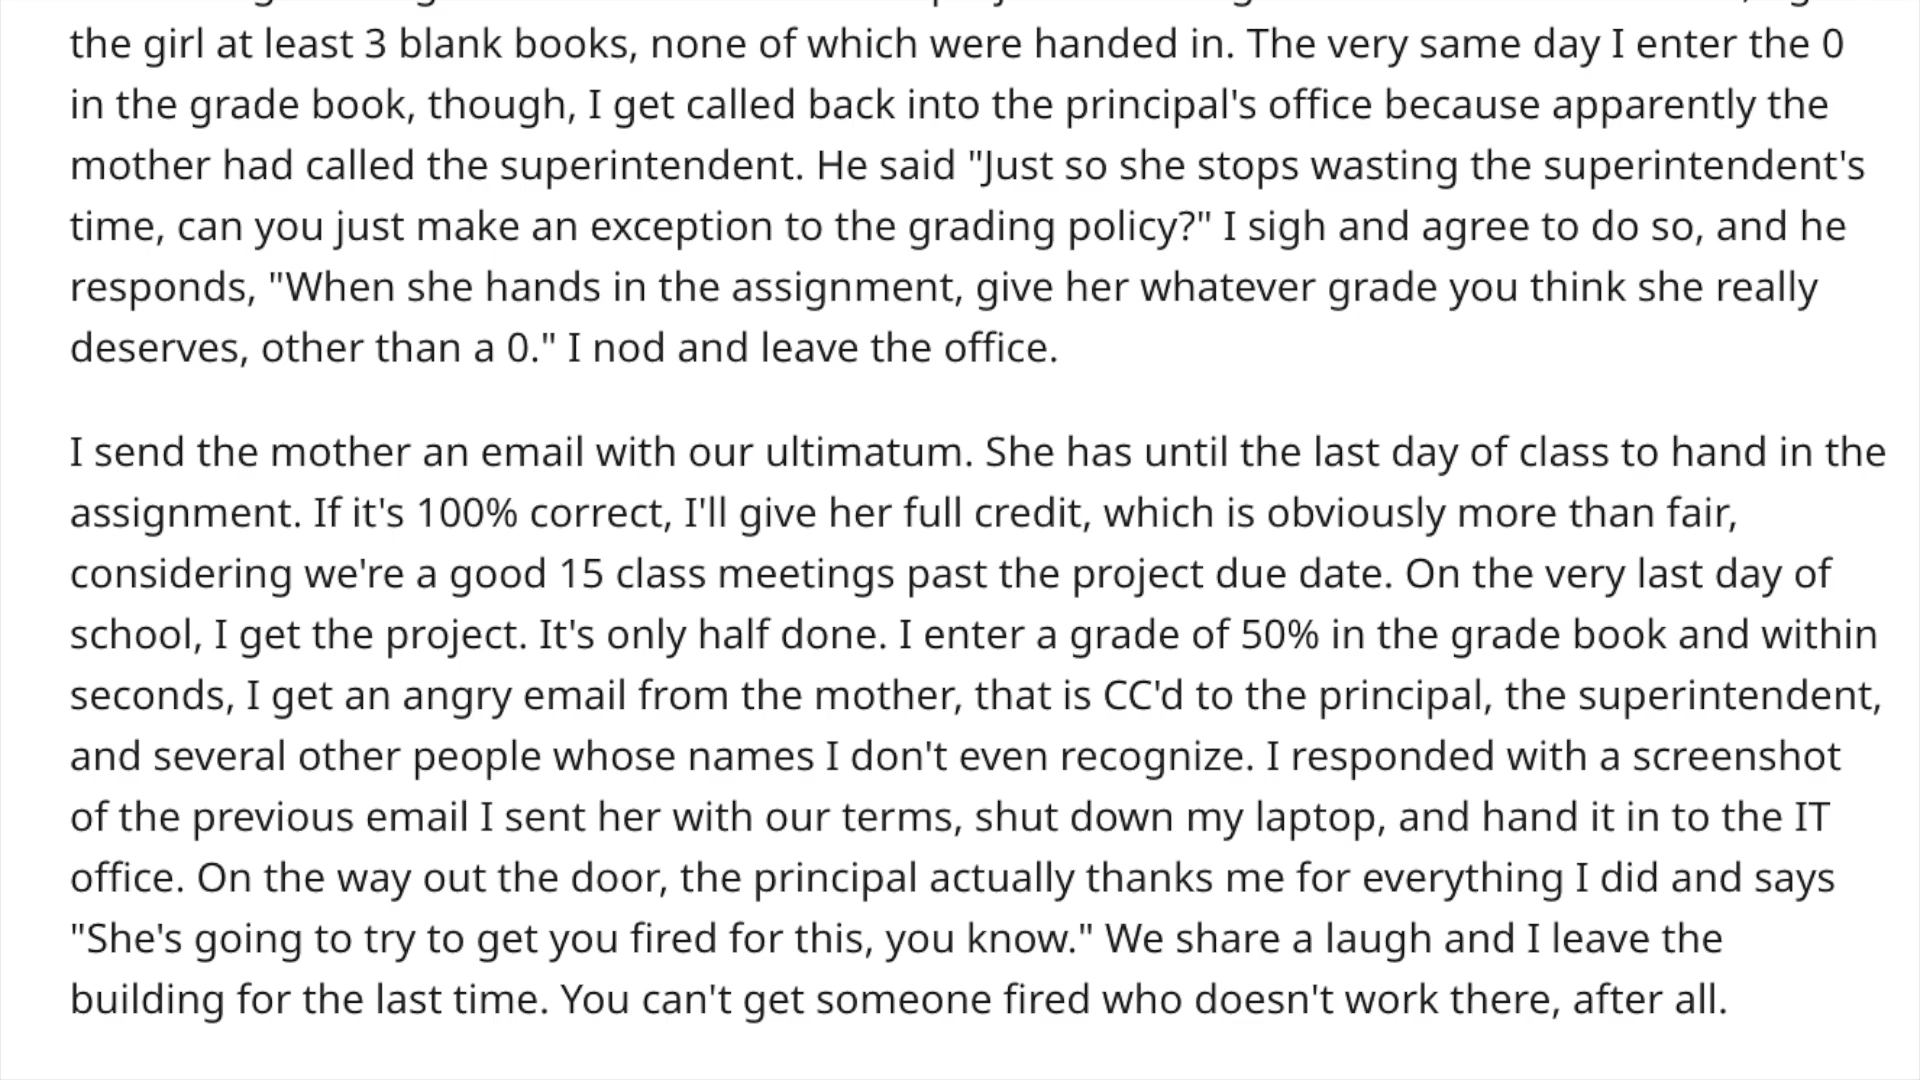 the girl at least 3 blank books, none of which were handed in. The very same day I enter the 0
in the grade book, though, I get called back into the principal's office because apparently the
mother had called the superintendent. He said "Just so she stops wasting the superintendent's
time, can you just make an exception to the grading policy?" I sigh and agree to do so, and he
responds, "When she hands in the assignment, give her whatever grade you think she really
deserves, other than a 0." I nod and leave the office.
I send the mother an email with our ultimatum. She has until the last day of class to hand in the
assignment. If it's 100% correct, I'll give her full credit, which is obviously more than fair,
considering we're a good 15 class meetings past the project due date. On the very last day of
school, I get the project. It's only half done. I enter a grade of 50% in the grade book and within
seconds, I get an angry email from the mother, that is CC'd to the principal, the superintendent,
and several other people whose names I don't even recognize. I responded with a screenshot
of the previous email I sent her with our terms, shut down my laptop, and hand it in to the IT
office. On the way out the door, the principal actually thanks me for everything I did and says
"She's going to try to get you fired for this, you know." We share a laugh and I leave the
building for the last time. You can't get someone fired who doesn't work there, after all.